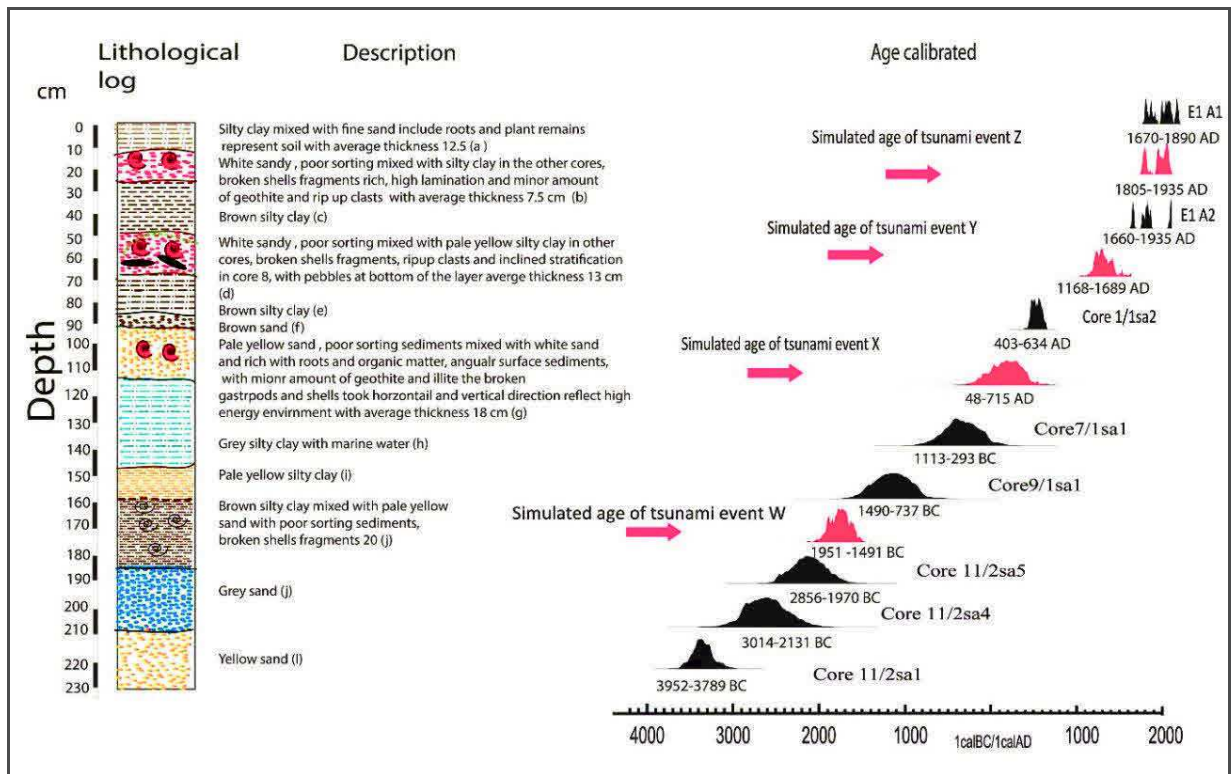 Lithological
log
Description
Age calibrated
cm
Depth
0
10
20
30
40
50
60
70
80
90
100
110
120
130
140
150
160
170
180
190
200
210
220
230
Silty clay mixed with fine sand include roots and plant remains
represent soil with average thickness 12.5 (a )
White sandy , poor sorting mixed with silty clay in the other cores,
broken shells fragments rich, high lamination and minor amount
of geothite and rip up clasts with average thickness 7.5 cm (b)
Brown silty clay (c)
White sandy , poor sorting mixed with pale yellow silty clay in other
cores, broken shells fragments, ripup clasts and inclined stratification
in core 8, with pebbles at bottom of the layer averge thickness 13 cm
(d)
Brown silty clay (e)
Brown sand (f)
Pale yellow sand , poor sorting sediments mixed with white sand
and rich with roots and organic matter, angualr surface sediments,
with mionr amount of geothite and illite the broken
gastrpods and shells took horzontail and vertical direction reflect high
energy envirnment with average thickness 18 cm (g)
Grey silty clay with marine water (h)
Pale yellow silty clay (i)
Brown silty clay mixed with pale yellow
sand with poor sorting sediments,
broken shells fragments 20 (j)
Grey sand (j)
Yellow sand (l)
E1 A1
1670-1890 AD
Simulated age of tsunami event Z
1805-1935 AD
E1 A2
1660-1935 AD
Simulated age of tsunami event Y
1168-1689 AD
Core 1/1sa2
403-634 AD
Simulated age of tsunami event X
48-715 AD
Core7/1sa1
1113-293 BC
Core9/1sa1
1490-737 BC
Simulated age of tsunami event W
1951 -1491 BC
Core 11/2sa5
2856-1970 BC
Core 11/2sa4
3014-2131 BC
Core 11/2sa1
3952-3789 BC
4000
3000
2000
1000
1calBC/1calAD
1000
2000